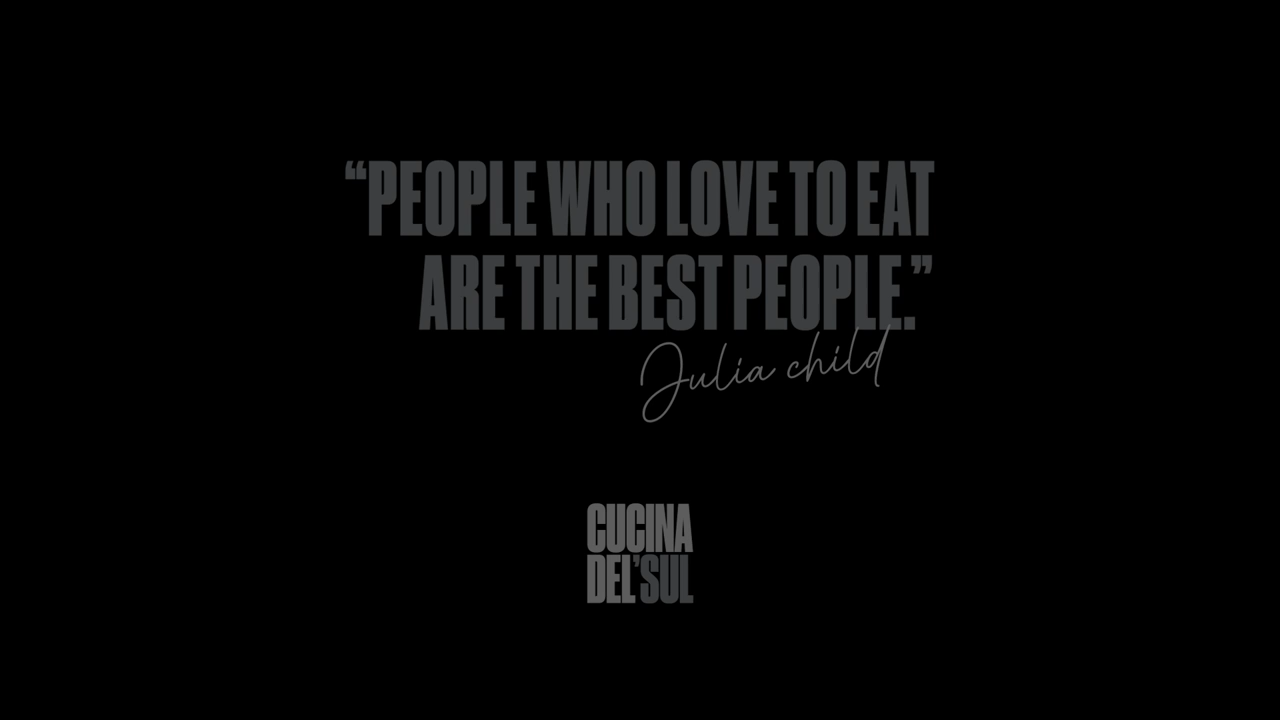 “PEOPLE WHO LOVE TO EAT
ARE THE BEST PEOPLE.”
Julia child
CUCINA
DEL’SUL